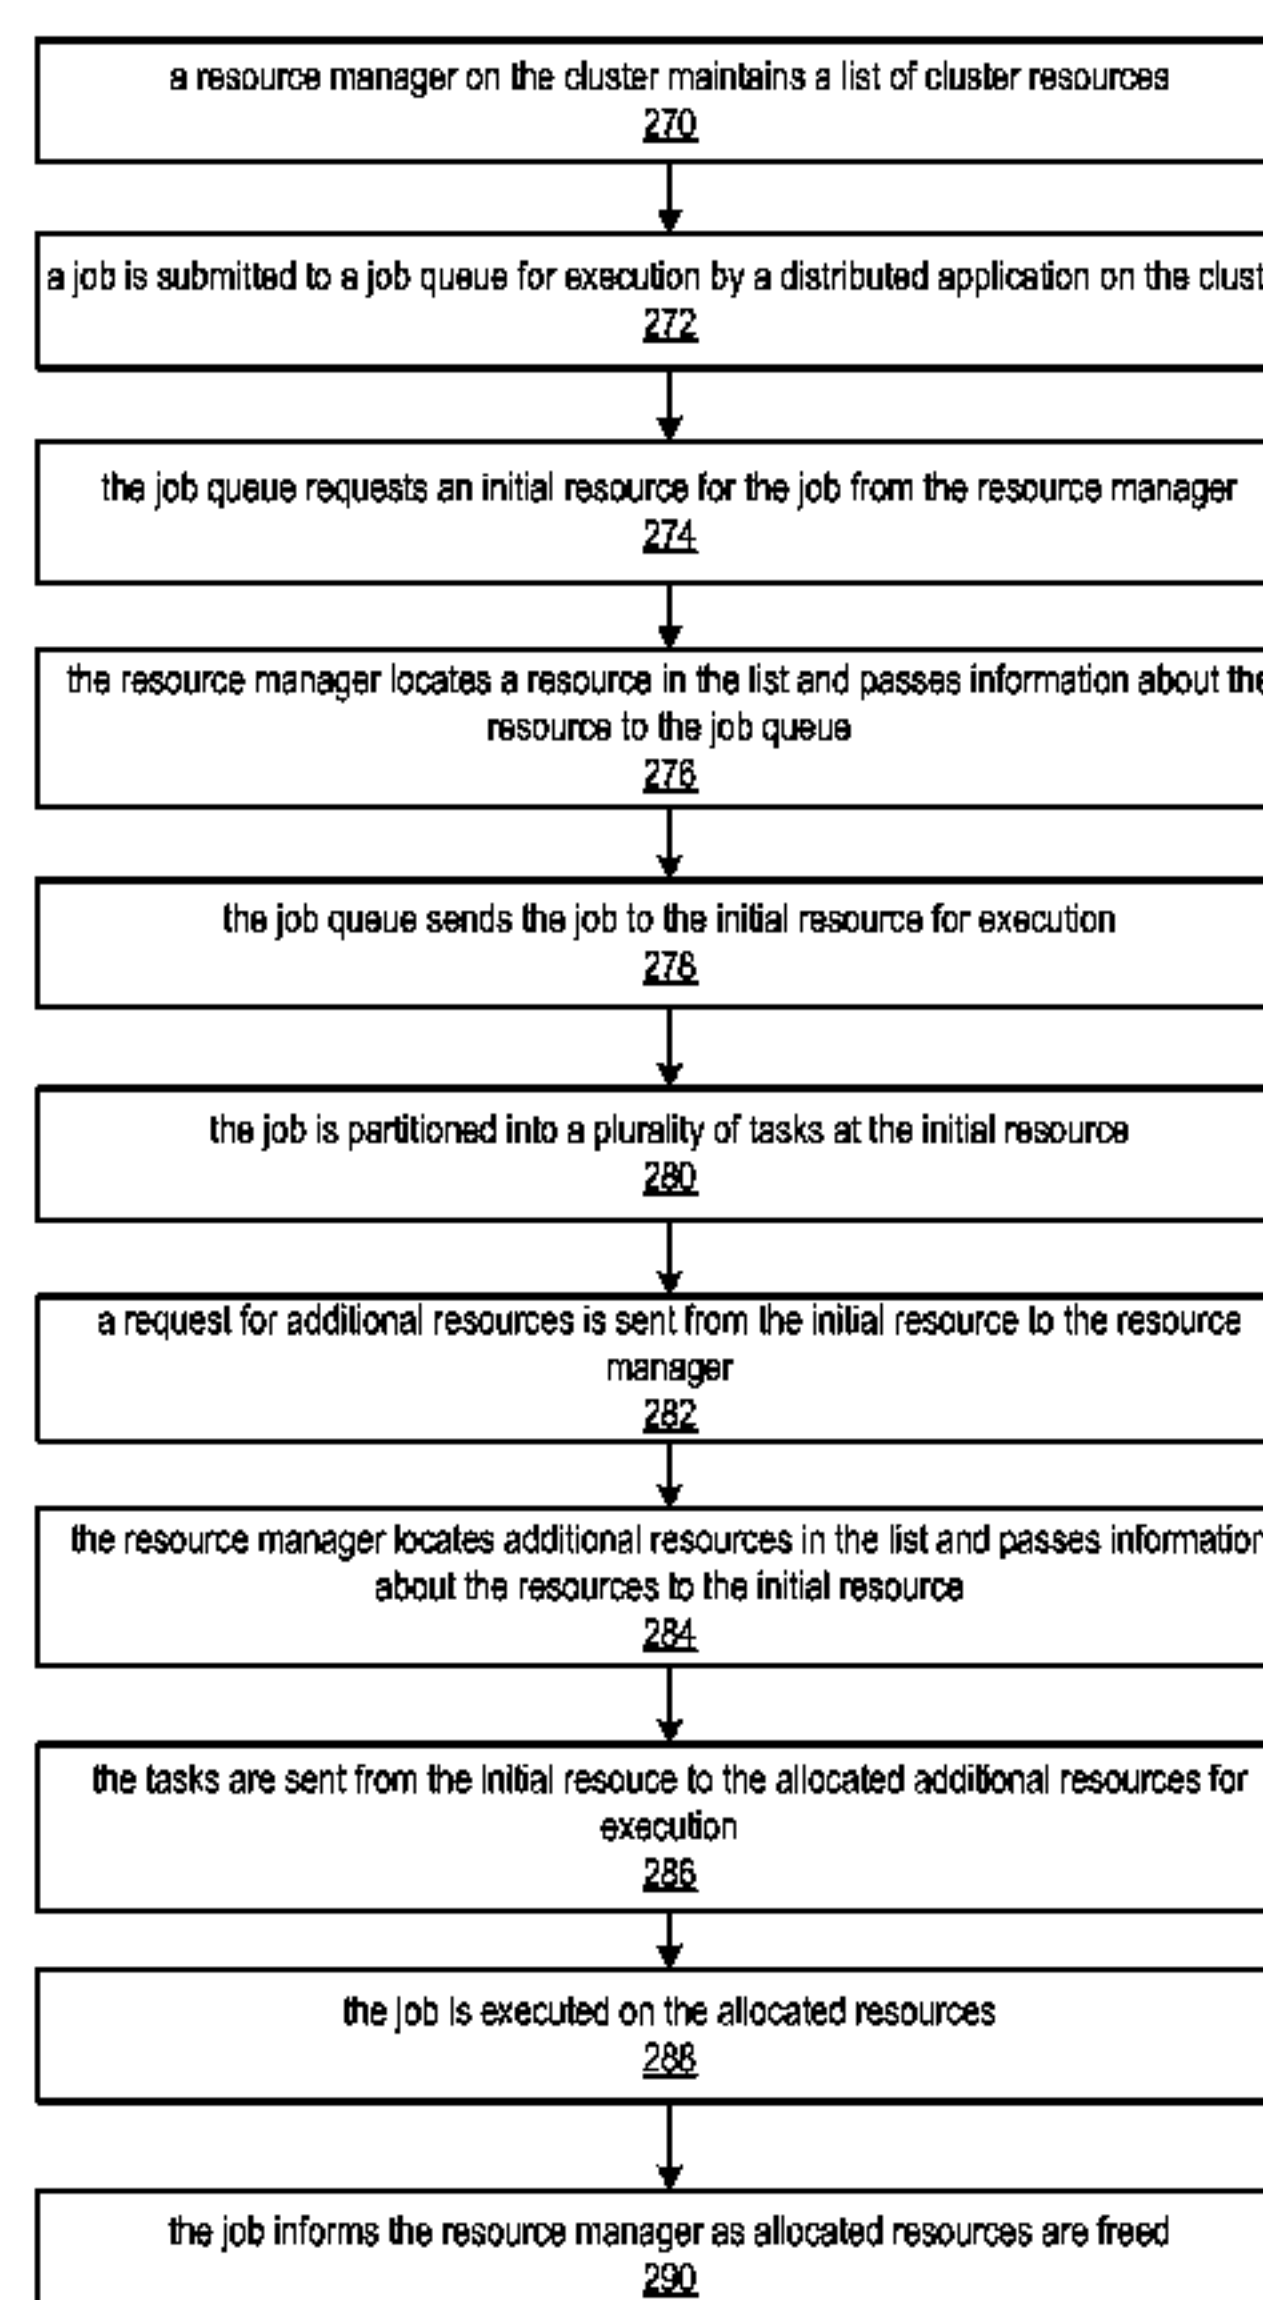 a resource manager on the cluster maintains a list of cluster resources
270
a job is submitted to a job queue for execution by a distributed application on the clust
272
the job queue requests an initial resource for the job from the resource manager
274
the resource manager locates a resource in the list and passes information about the
resource to the job queue
276
the job queue sends the job to the initial resource for execution
278
the job is partitioned into a plurality of tasks at the initial resource
280
a request for additional resources is sent from the initial resource to the resource
manager
282
the resource manager locates additional resources in the list and passes information
about the resources to the initial resource
284
the tasks are sent from the initial resouce to the allocated additional resources for
execution
286
the job is executed on the allocated resources
288
the job informs the resource manager as allocated resources are freed
290